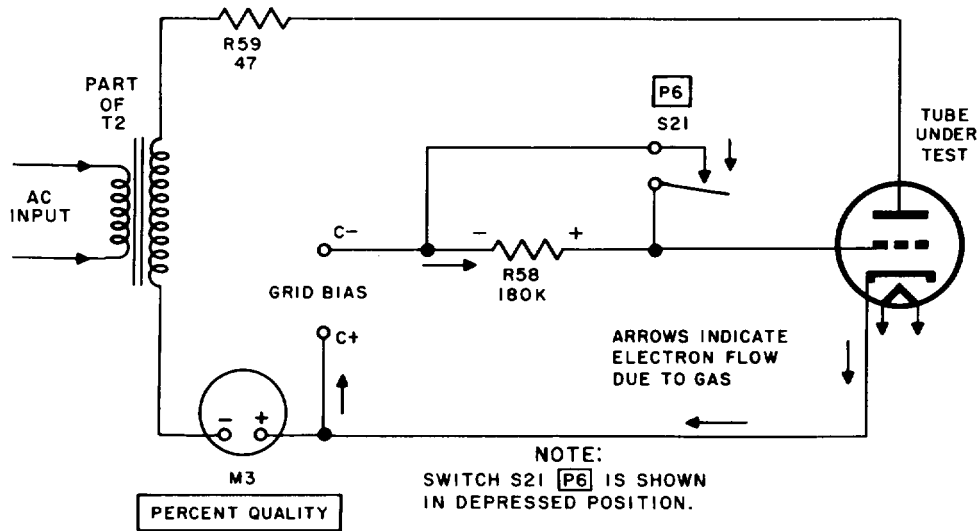 R59
47
PART
OF
T2
P6
S21
TUBE
UNDER
TEST
AC
INPUT
C-
- +
R58
180K
GRID BIAS
C+
ARROWS INDICATE
ELECTRON FLOW
DUE TO GAS
- +
M3
PERCENT QUALITY
NOTE:
SWITCH S21 P6 IS SHOWN
IN DEPRESSED POSITION.